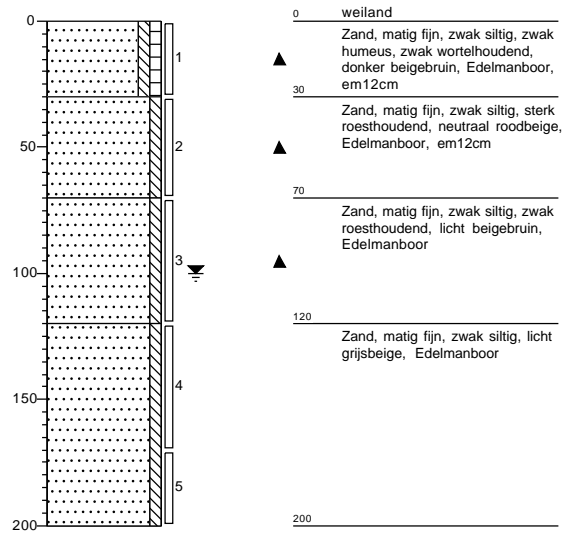 0
50
100
150
200
1
2
3
4
5
0 weiland
Zand, matig fijn, zwak siltig, zwak
humeus, zwak wortelhoudend,
donker beigebruin, Edelmanboor,
em12cm
30
Zand, matig fijn, zwak siltig, sterk
roesthoudend, neutraal roodbeige,
Edelmanboor, em12cm
70
Zand, matig fijn, zwak siltig, zwak
roesthoudend, licht beigebruin,
Edelmanboor
120
Zand, matig fijn, zwak siltig, licht
grijsbeige, Edelmanboor
200